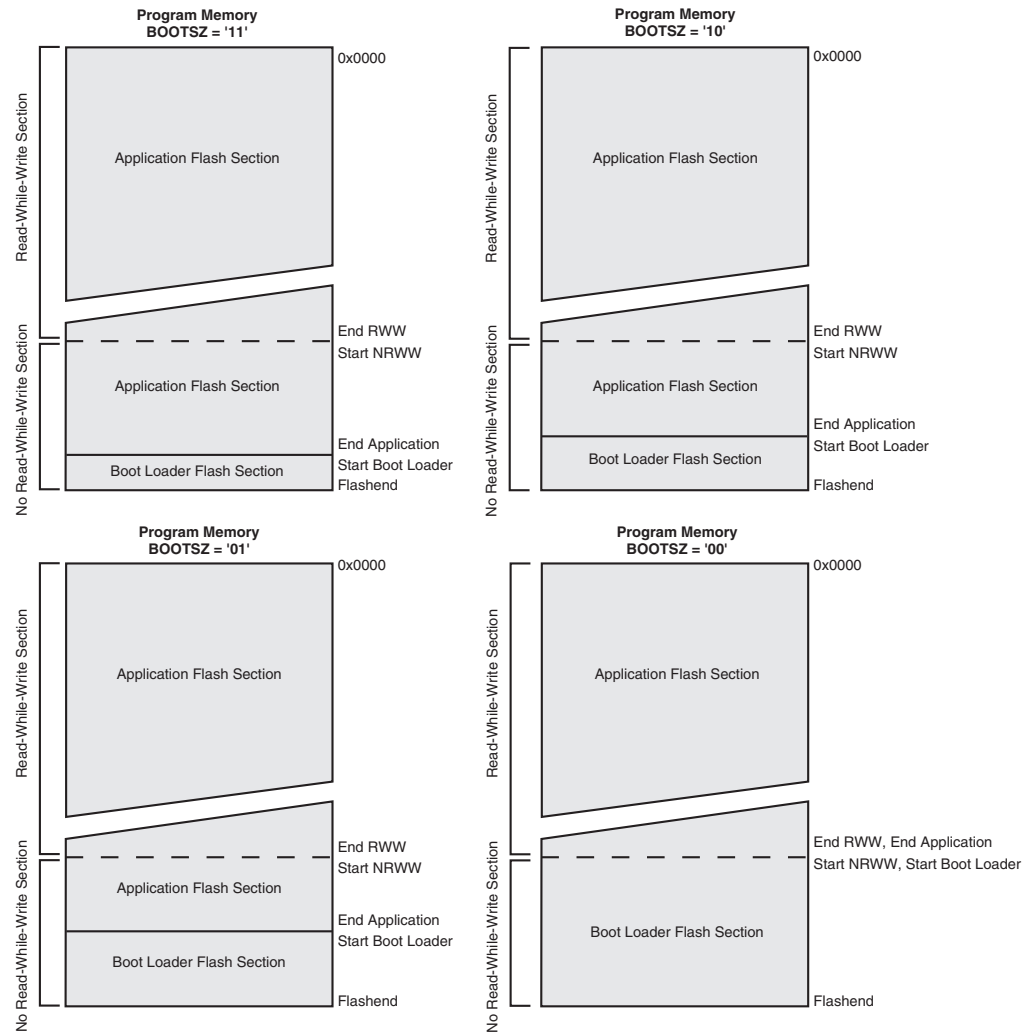 Program Memory
BOOTSZ = '11'
0x0000
Read-While-Write Section
Application Flash Section
End RWW
Start NRWW
No Read-While-Write Section
Application Flash Section
End Application
Start Boot Loader
Boot Loader Flash Section
Flashend
Program Memory
BOOTSZ = '10'
0x0000
Read-While-Write Section
Application Flash Section
End RWW
Start NRWW
No Read-While-Write Section
Application Flash Section
End Application
Start Boot Loader
Boot Loader Flash Section
Flashend
Program Memory
BOOTSZ = '01'
0x0000
Read-While-Write Section
Application Flash Section
End RWW
Start NRWW
No Read-While-Write Section
Application Flash Section
End Application
Start Boot Loader
Boot Loader Flash Section
Flashend
Program Memory
BOOTSZ = '00'
0x0000
Read-While-Write Section
Application Flash Section
End RWW, End Application
Start NRWW, Start Boot Loader
No Read-While-Write Section
Boot Loader Flash Section
Flashend